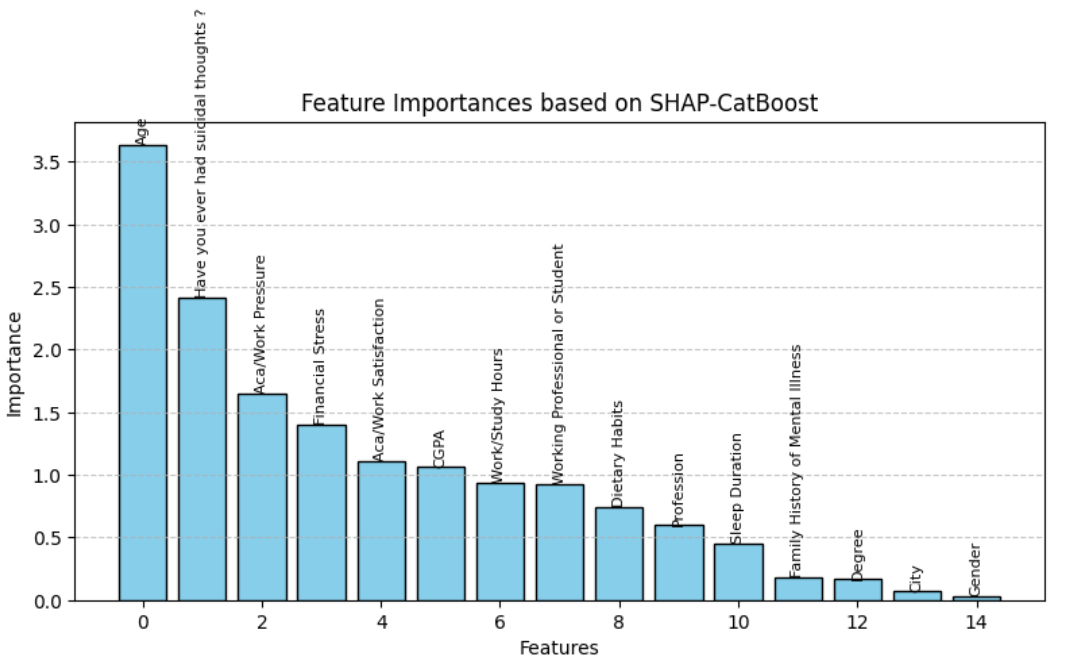 Feature Importances based on SHAP-CatBoost
Importance
3.5
3.0
2.5
2.0
1.5
1.0
0.5
0.0
Age
Have you ever had suicidal thoughts ?
Aca/Work Pressure
Financial Stress
Aca/Work Satisfaction
CGPA
Work/Study Hours
Working Professional or Student
Dietary Habits
Profession
Sleep Duration
Family History of Mental Illness
Degree
City
Gender
0
2
4
6
8
10
12
14
Features